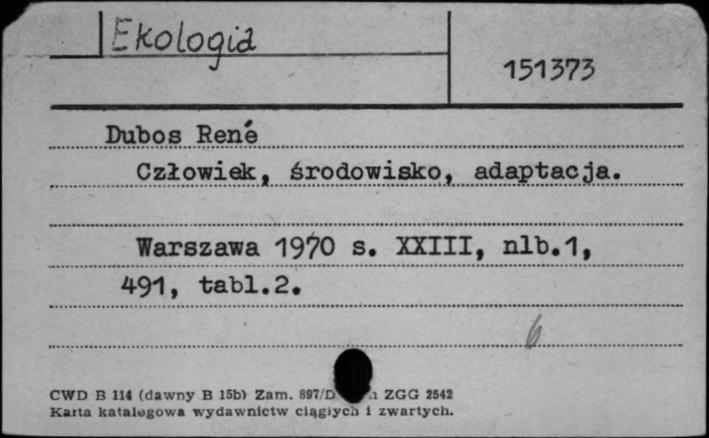 Ekologia
151373
Dubos René
Człowiek, środowisko, adaptacja.
Warszawa 1970 s. XXIII, nlb.1,
491, tabl.2.
6
CWD B 114 (dawny B 15b) Zam. 897/D ZGG 2542
Karta katalogowa wydawnictw ciągłych i zwartych.